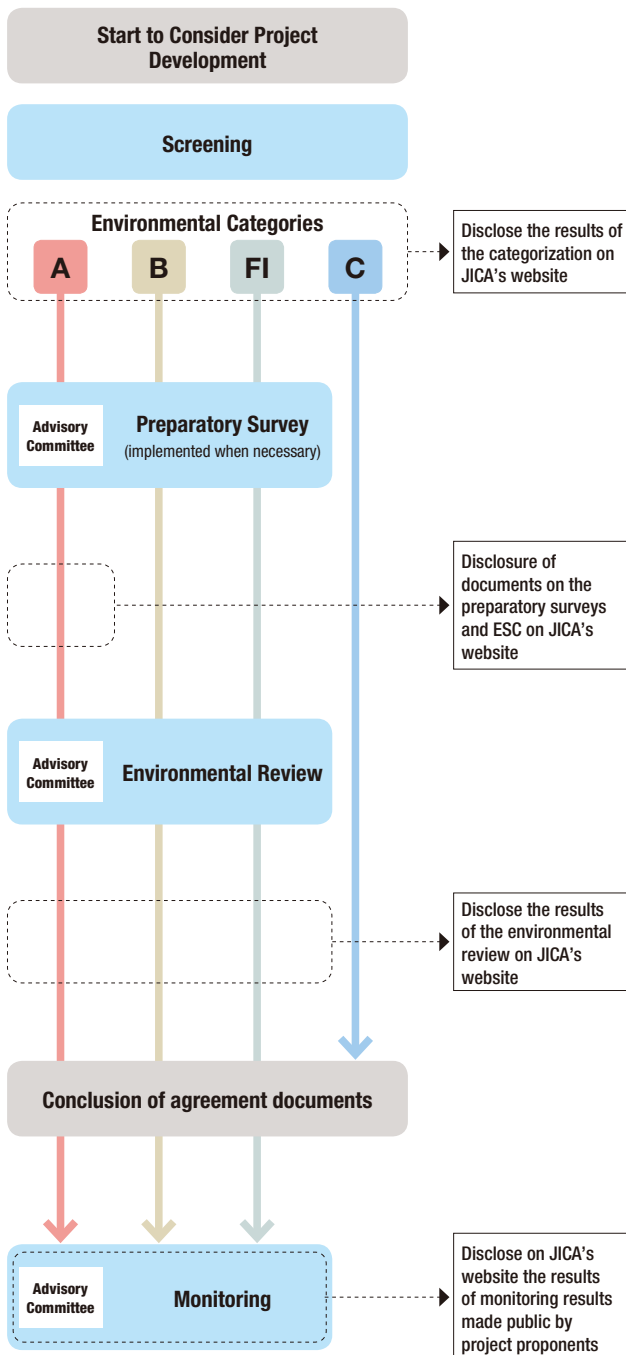 Start to Consider Project
Development
Screening
Environmental Categories
A
B
FI
C
Disclose the results of
the categorization on
JICA's website
Advisory
Committee
Preparatory Survey
(implemented when necessary)
Disclosure of
documents on the
preparatory surveys
and ESC on JICA's
website
Advisory
Committee
Environmental Review
Disclose the results
of the environmental
review on JICA's
website
Conclusion of agreement documents
Advisory
Committee
Monitoring
Disclose on JICA's
website the results
of monitoring results
made public by
project proponents